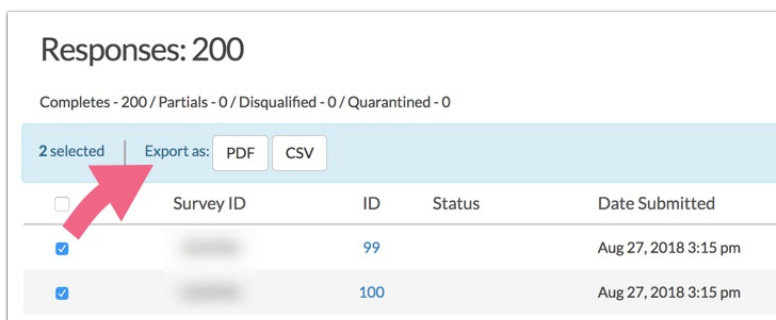 Responses: 200
Completes - 200 / Partials - 0 / Disqualified - 0 / Quarantined - 0
2 selected Export as: PDF CSV
Survey ID ID Status Date Submitted
99 Aug 27, 2018 3:15 pm
100 Aug 27, 2018 3:15 pm